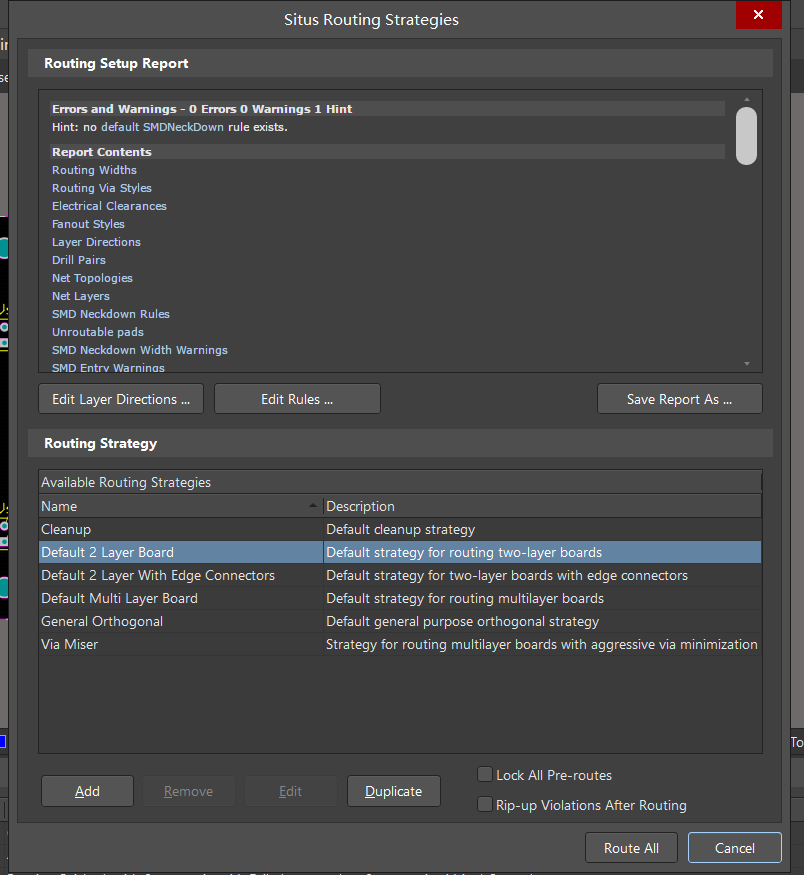 Situs Routing Strategies
Routing Setup Report
Errors and Warnings - 0 Errors 0 Warnings 1 Hint
Hint: no default SMDNeckDown rule exists.
Report Contents
Routing Widths
Routing Via Styles
Electrical Clearances
Fanout Styles
Layer Directions
Drill Pairs
Net Topologies
Net Layers
SMD Neckdown Rules
Unroutable pads
SMD Neckdown Width Warnings
SMD Entry Warnings
Edit Layer Directions ...
Edit Rules ...
Save Report As ...
Routing Strategy
Available Routing Strategies
Name Description
Cleanup Default cleanup strategy
Default 2 Layer Board Default strategy for routing two-layer boards
Default 2 Layer With Edge Connectors Default strategy for two-layer boards with edge connectors
Default Multi Layer Board Default strategy for routing multilayer boards
General Orthogonal Default general purpose orthogonal strategy
Via Miser Strategy for routing multilayer boards with aggressive via minimization
Lock All Pre-routes
Add Remove Edit Duplicate
Rip-up Violations After Routing
Route All Cancel